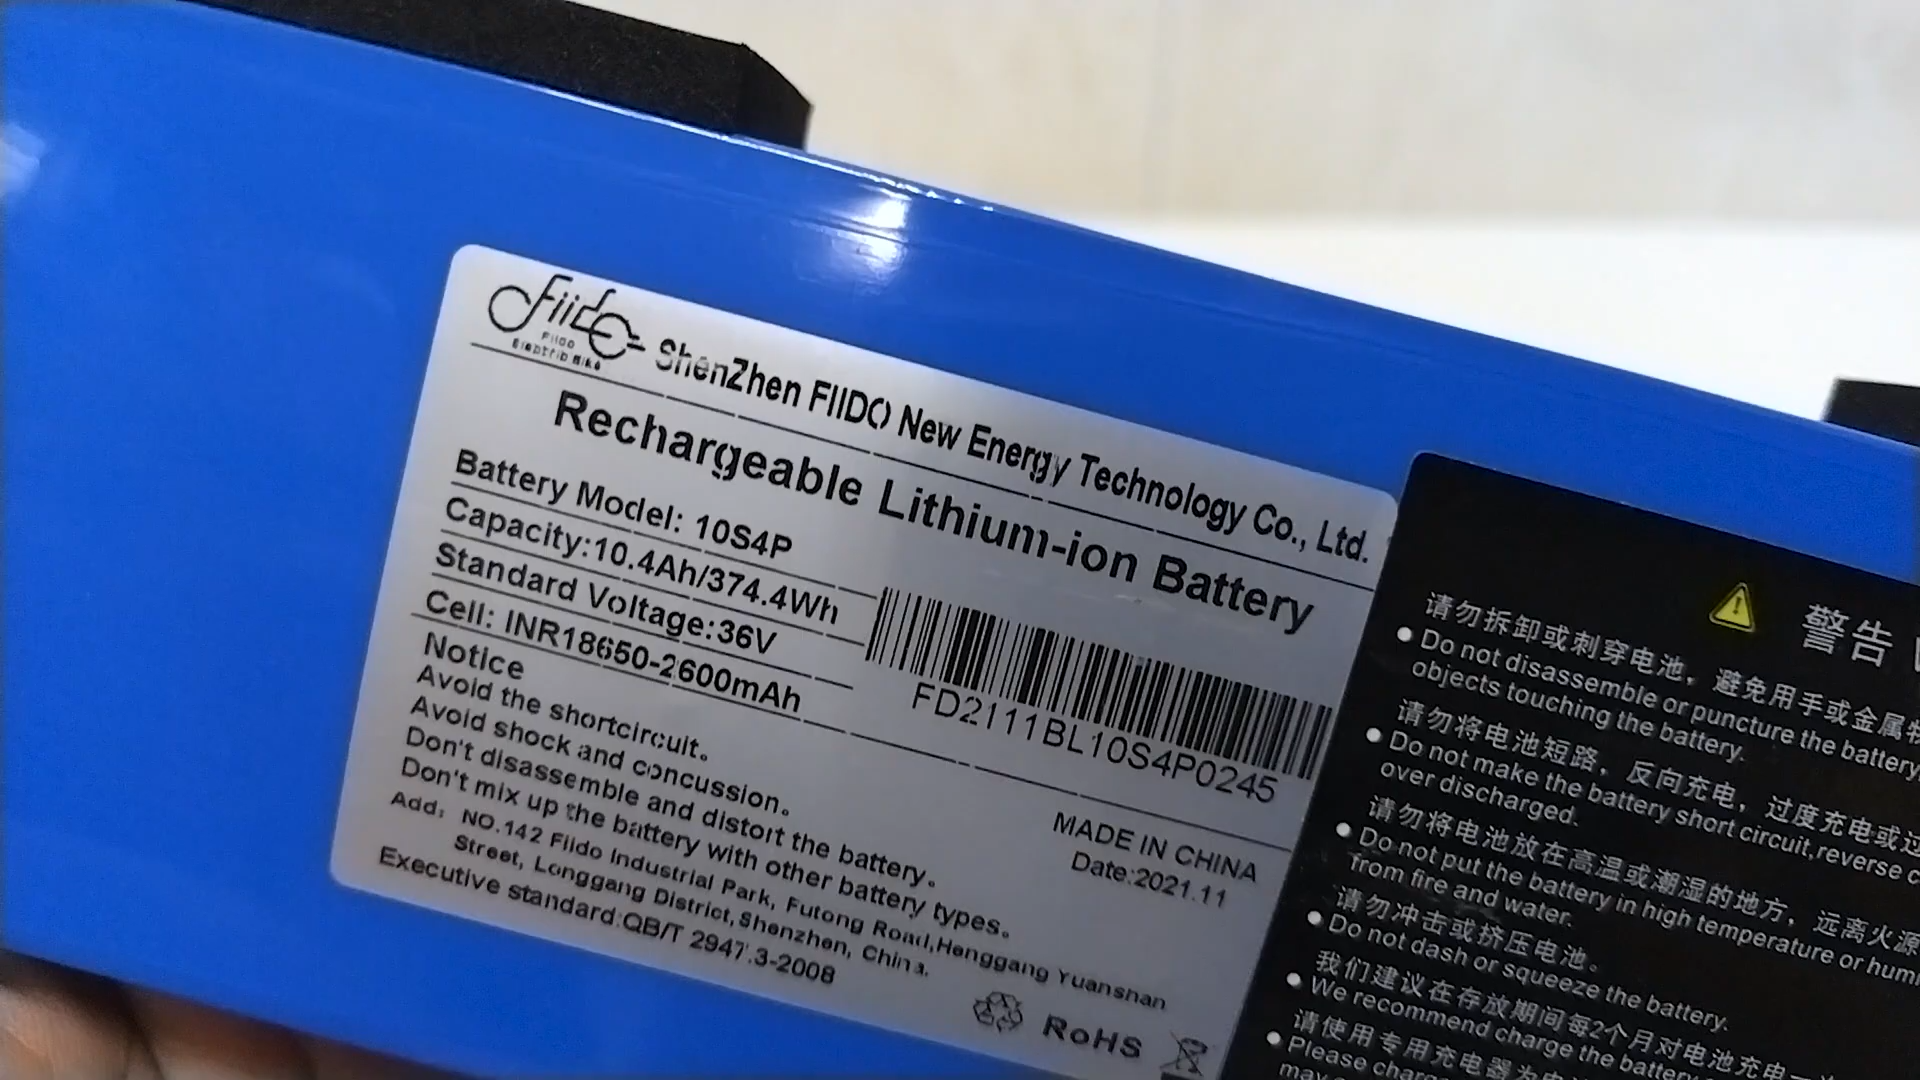 Fiido
Fiido
Electric Bike
ShenZhen FIIDO New Energy Technology Co., Ltd.
Rechargeable Lithium-ion Battery
Battery Model: 10S4P
Capacity:10.4Ah/374.4Wh
Standard Voltage:36V
Cell: INR18650-2600mAh
FD2111BL10S4P0245
Notice
Avoid the shortcircuit.
Avoid shock and concussion.
Don't disassemble and distort the battery.
Don't mix up the battery with other battery types.
MADE IN CHINA
Date:2021.11
Add: NO.142 Fiido Industrial Park, Futong Road,Henggang Yuanshan
Street, Longgang District,Shenzhen, China.
Executive standard:QB/T 2947.3-2008
RoHS
警告
请勿拆卸或刺穿电池，避免用手或金属
Do not disassemble or puncture the battery
objects touching the battery.
请勿将电池短路，反向充电，过度充电或过
Do not make the battery short circuit,reverse
over discharged.
请勿将电池放在高温或潮湿的地方，远离火源
Do not put the battery in high temperature or
from fire and water.
请勿冲击或挤压电池。
Do not dash or squeeze the battery.
我们建议在存放期间每2个月对电池充电一
We recommend charge the battery
请使用专用充电器为
Please
may